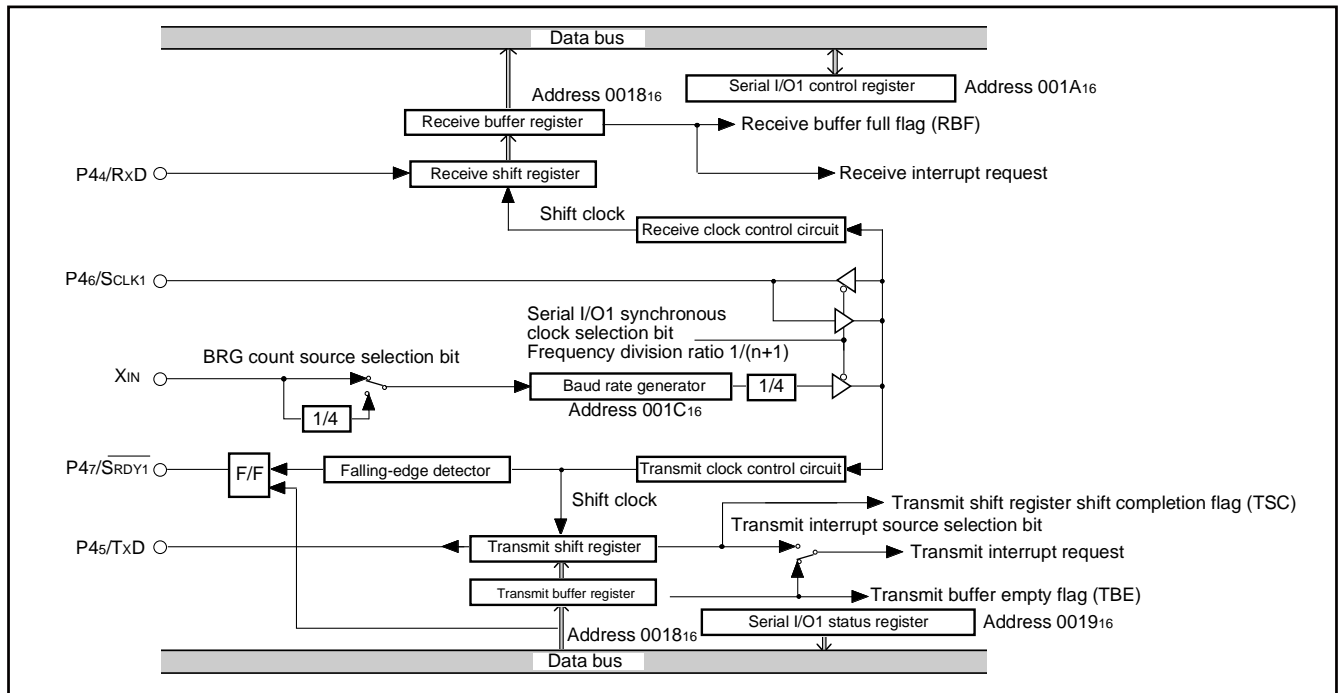 Data bus
Serial I/O1 control register
Address 001A16
Address 001816
Receive buffer register
Receive buffer full flag (RBF)
P44/RXD
Receive shift register
Receive interrupt request
Shift clock
Receive clock control circuit
P46/SCLK1
Serial I/O1 synchronous
clock selection bit
Frequency division ratio 1/(n+1)
BRG count source selection bit
XIN
Baud rate generator
1/4
1/4
Address 001C16
P47/SRDY1
F/F
Falling-edge detector
Transmit clock control circuit
Shift clock
Transmit shift register shift completion flag (TSC)
Transmit interrupt source selection bit
P45/TXD
Transmit shift register
Transmit interrupt request
Transmit buffer register
Transmit buffer empty flag (TBE)
Address 001816
Serial I/O1 status register
Address 001916
Data bus